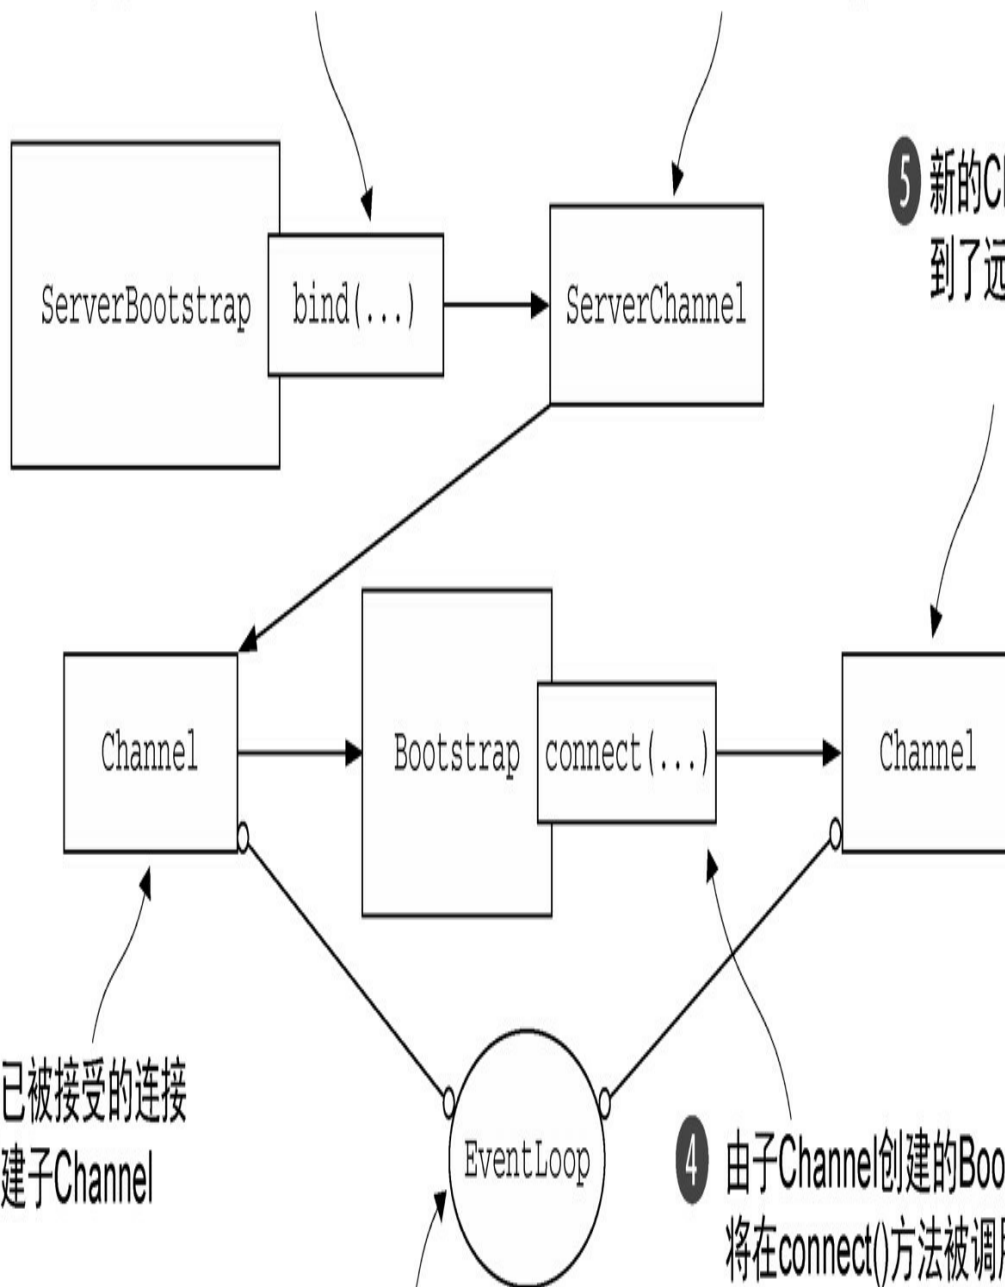 5 新的C
到了远
ServerBootstrap
bind(...)
ServerChannel
Channel
Bootstrap
connect(...)
Channel
已被接受的连接
建子Channel
EventLoop
4 由子Channel创建的Boo
将在connect()方法被调